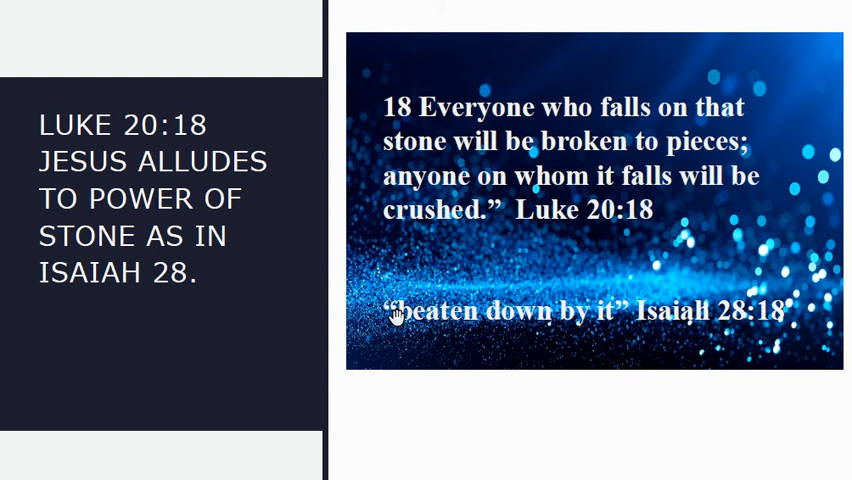 LUKE 20:18
JESUS ALLUDES
TO POWER OF
STONE AS IN
ISAIAH 28.
18 Everyone who falls on that
stone will be broken to pieces;
anyone on whom it falls will be
crushed.” Luke 20:18
“beaten down by it” Isaiah 28:18